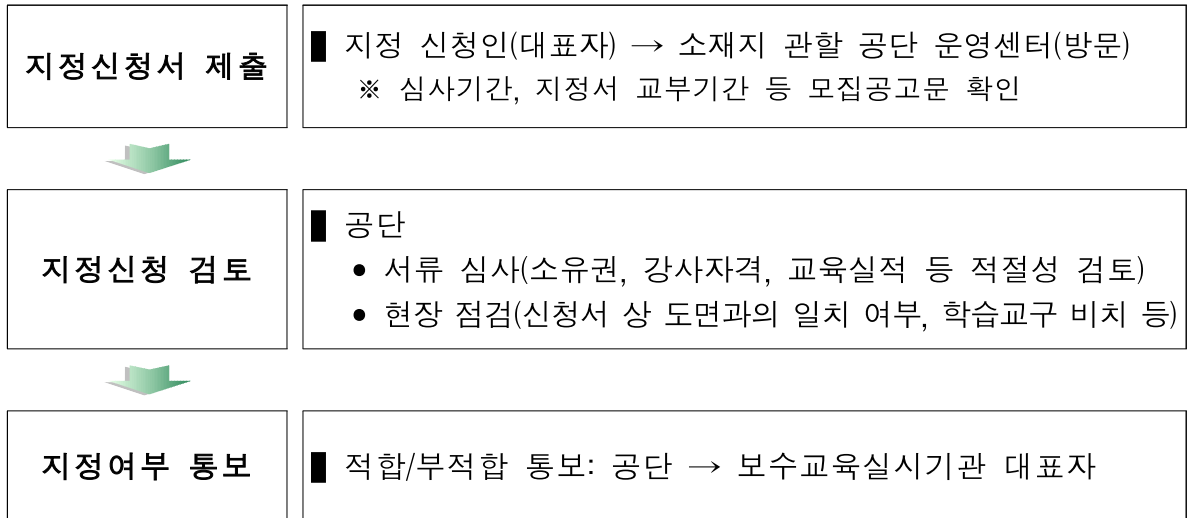 지정신청서 제출
■ 지정 신청인(대표자) → 소재지 관할 공단 운영센터(방문)
※ 심사기간, 지정서 교부기간 등 모집공고문 확인
지정신청 검토
■ 공단
● 서류 심사(소유권, 강사자격, 교육실적 등 적절성 검토)
● 현장 점검(신청서 상 도면과의 일치 여부, 학습교구 비치 등)
지정여부 통보
■ 적합/부적합 통보: 공단 → 보수교육실시기관 대표자